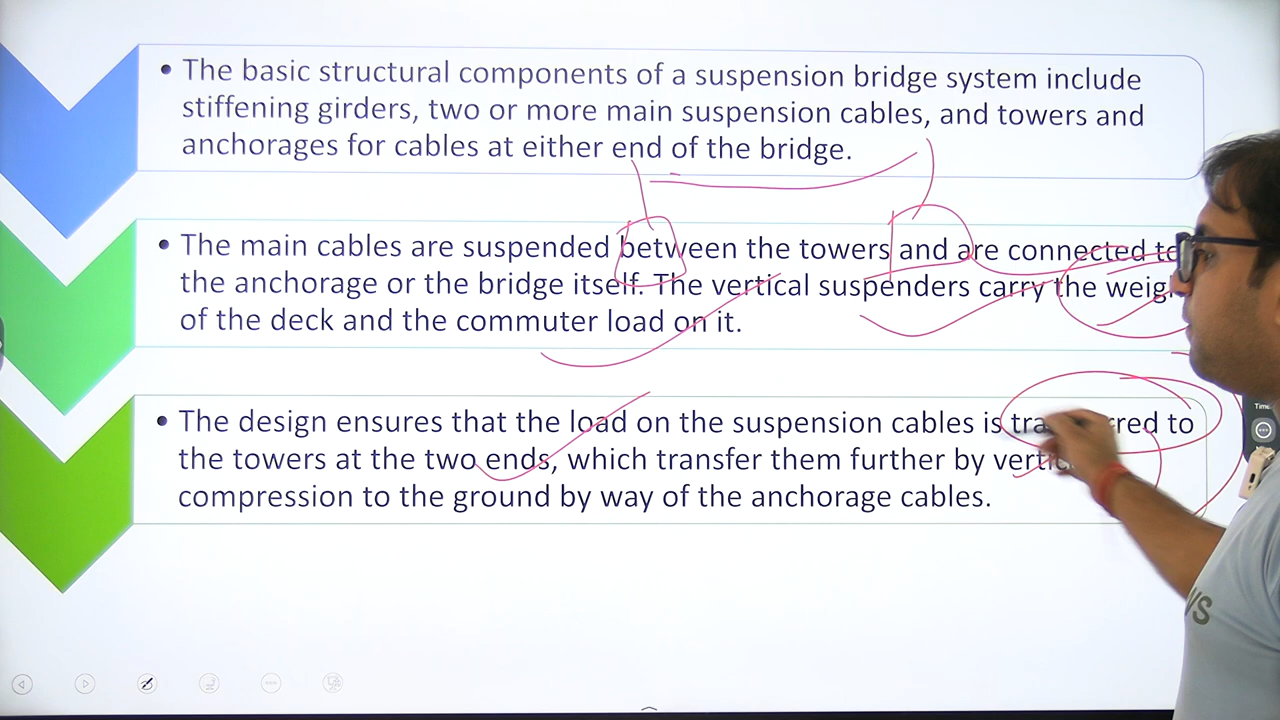 • The basic structural components of a suspension bridge system include
stiffening girders, two or more main suspension cables, and towers and
anchorages for cables at either end of the bridge.
• The main cables are suspended between the towers and are connected to
the anchorage or the bridge itself. The vertical suspenders carry the
of the deck and the commuter load on it.
• The design ensures that the load on the suspension cables is to
the towers at the two ends, which transfer them further by
compression to the ground by way of the anchorage cables.